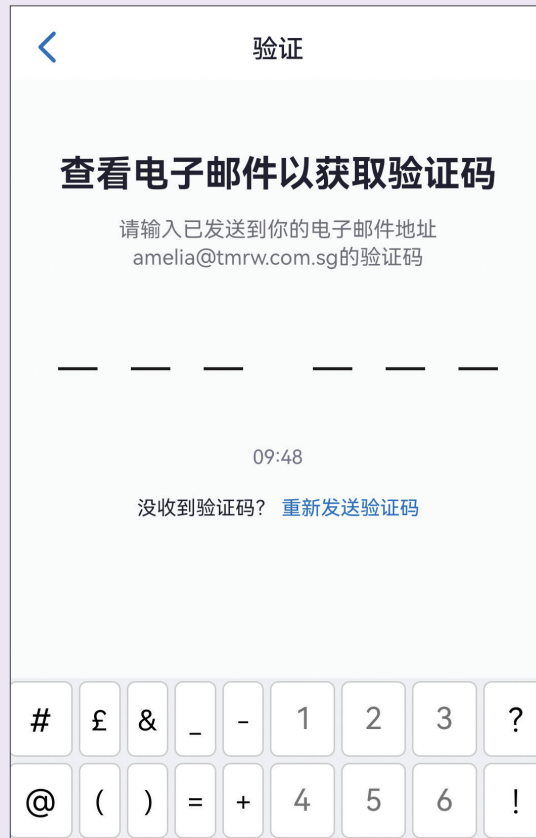 验证
查看电子邮件以获取验证码
请输入已发送到你的电子邮件地址
amelia@tmrw.com.sg的验证码
09:48
没收到验证码? 重新发送验证码
# £ & _ - 1 2 3 ?
@ ( ) = + 4 5 6 !